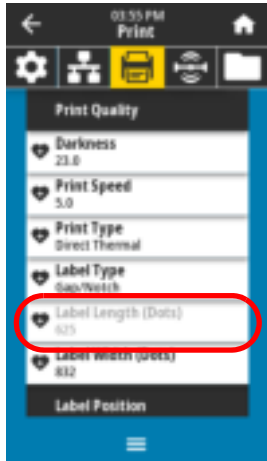 03:55 PM
Print
Print Quality
Darkness
23.0
Print Speed
5.0
Print Type
Direct Thermal
Label Type
Gap/Notch
Label Length (Dots)
625
Label Width (Dots)
832
Label Position